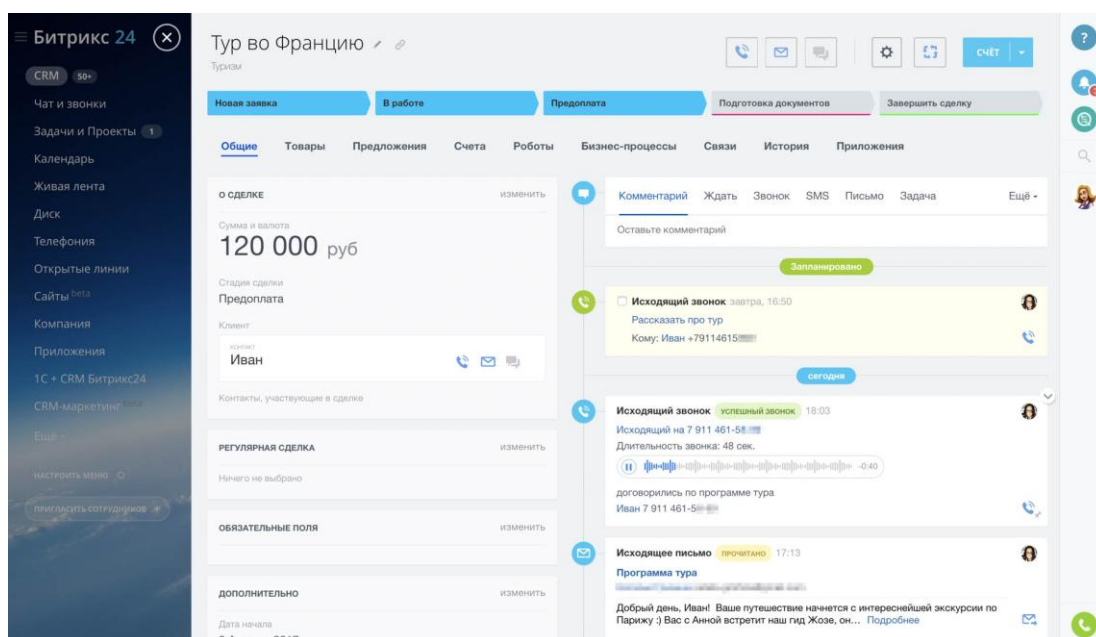 Битрикс 24
CRM 50+
Чат и звонки
Задачи и Проекты 1
Календарь
Живая лента
Диск
Телефония
Открытые линии
Сайты beta
Компания
Приложения
1С + CRM Битрикс24
CRM-маркетинг beta
Ещё -
НАСТРОИТЬ МЕНЮ
ПРИГЛАСИТЬ СОТРУДНИКОВ +
Тур во Францию
Туризм
СЧЁТ
Новая заявка
В работе
Предоплата
Подготовка документов
Завершить сделку
Общие Товары Предложения Счета Роботы Бизнес-процессы Связи История Приложения
О СДЕЛКЕ изменить
Сумма и валюта
120 000 руб
Стадия сделки
Предоплата
Клиент
контакт
Иван
Контакты, участвующие в сделке
РЕГУЛЯРНАЯ СДЕЛКА изменить
Ничего не выбрано
ОБЯЗАТЕЛЬНЫЕ ПОЛЯ изменить
ДОПОЛНИТЕЛЬНО изменить
Дата начала
Комментарий Ждать Звонок SMS Письмо Задача Ещё -
Оставьте комментарий
Запланировано
Исходящий звонок завтра, 16:50
Рассказать про тур
Кому: Иван +79114615
сегодня
Исходящий звонок УСПЕШНЫЙ ЗВОНОК 18:03
Исходящий на 7 911 461-58
Длительность звонка: 48 сек.
-0:40
договорились по программе тура
Иван 7 911 461-5
Исходящее письмо ПРОЧИТАНО 17:13
Программа тура
Добрый день, Иван! Ваше путешествие начнется с интереснейшей экскурсии по
Парижу :) Вас с Анной встретит наш гид Жозе, он... Подробнее
?